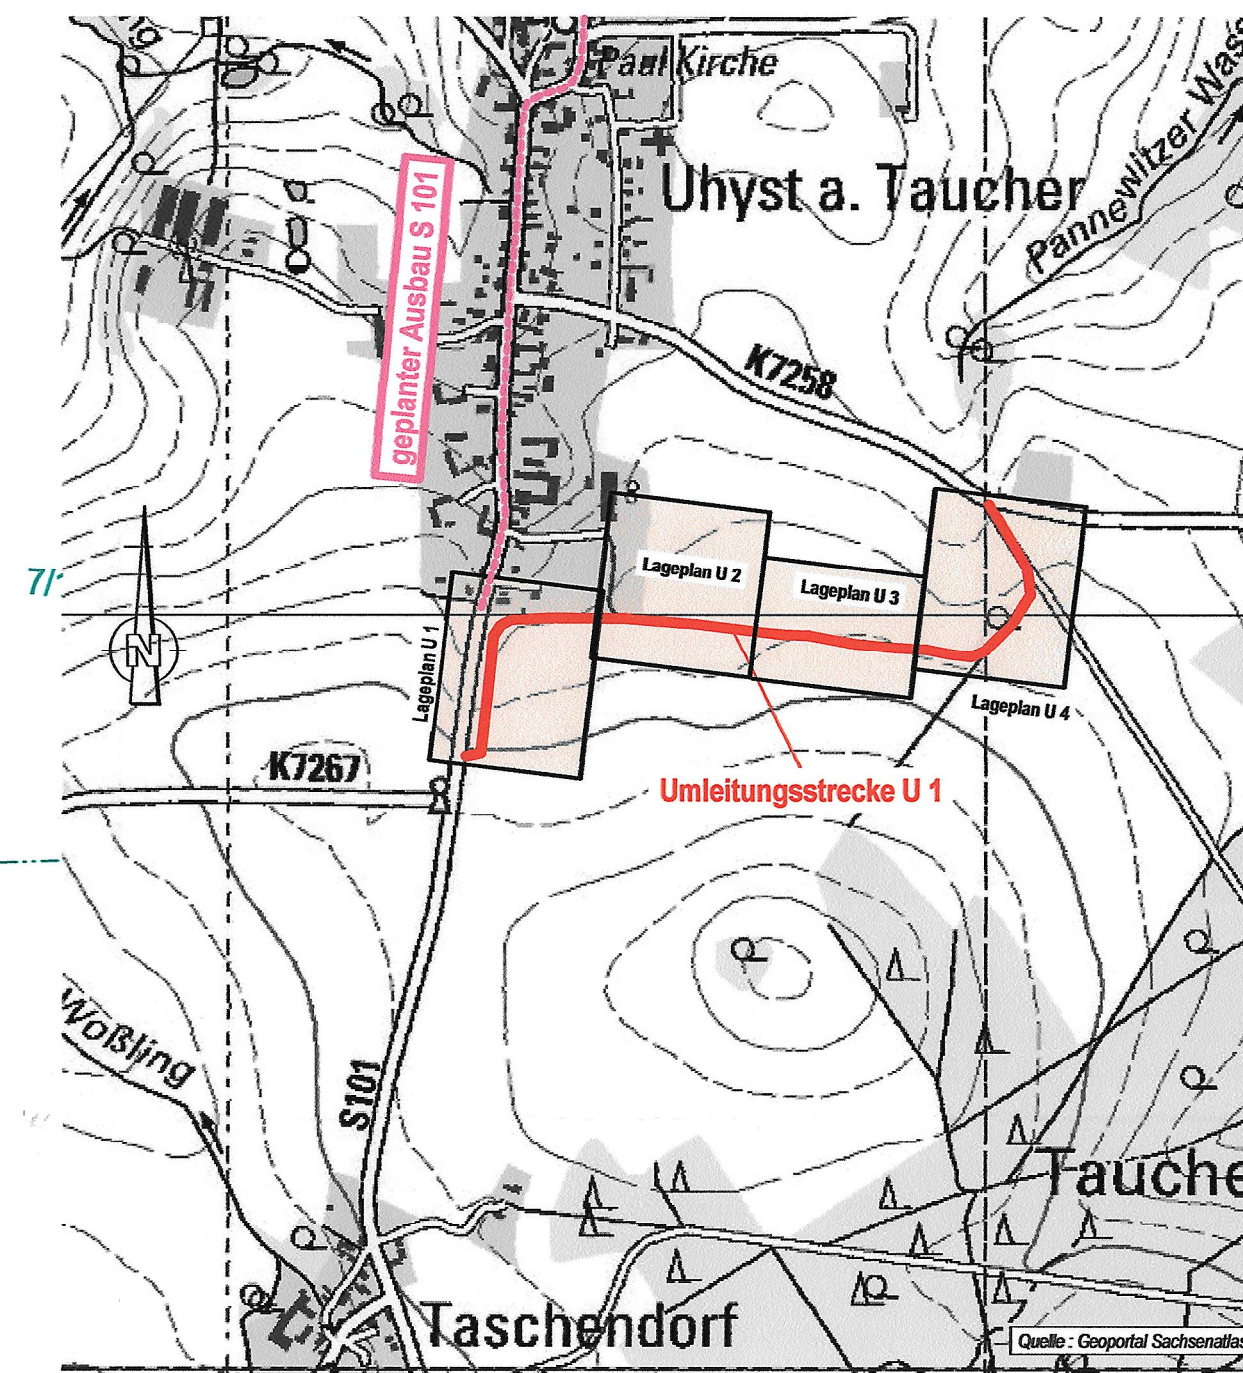 Paul Kirche
Uhyst a. Taucher
Pannewitzer Wass
geplanter Ausbau S 101
K7258
7/
Lageplan U 2
Lageplan U 3
Lageplan U 1
N
Lageplan U 4
K7267
Umleitungsstrecke U 1
Woßling
S101
Tauche
Taschendorf
Quelle : Geoportal Sachsenatlas